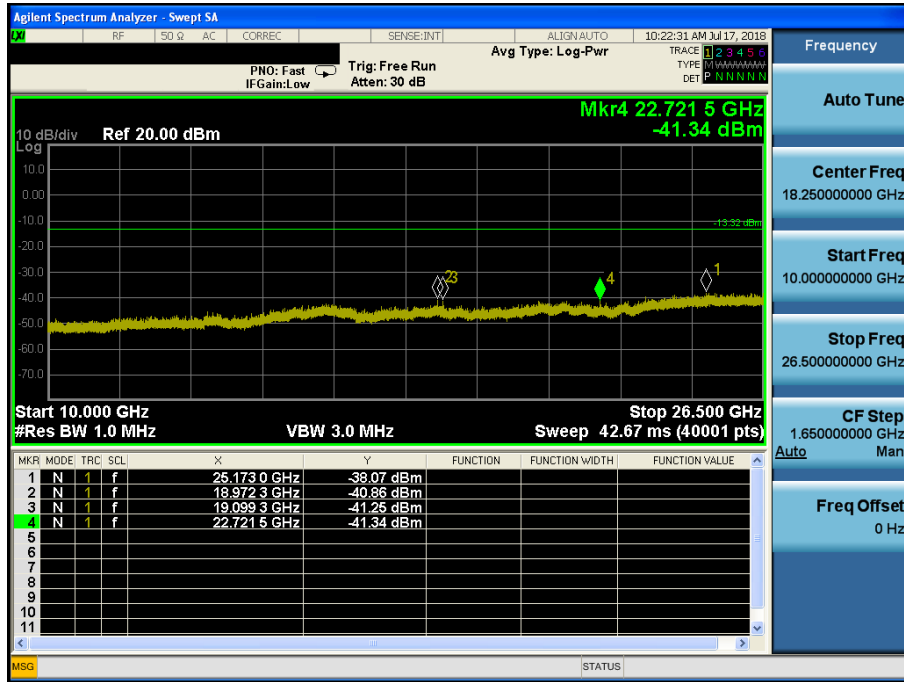 Agilent Spectrum Analyzer - Swept SA
LXI RF 50 Ω AC CORREC SENSE:INT ALIGNAUTO 10:22:31 AM Jul 17, 2018
Frequency
PNO: Fast Trig: Free Run Avg Type: Log-Pwr TRACE 1 2 3 4 5 6
IFGain:Low Atten: 30 dB TYPE M W W W W W
DET P N N N N N
Auto Tune
Mkr4 22.721 5 GHz
-41.34 dBm
10 dB/div Ref 20.00 dBm
Log
10.0
0.00
-10.0
-13.32 dBm
-20.0
-30.0
-40.0
-50.0
-60.0
-70.0
2 3 4 1
Center Freq
18.250000000 GHz
Start Freq
10.000000000 GHz
Stop Freq
26.500000000 GHz
Start 10.000 GHz Stop 26.500 GHz
#Res BW 1.0 MHz VBW 3.0 MHz Sweep 42.67 ms (40001 pts)
CF Step
1.650000000 GHz
Auto Man
MKR MODE TRC SCL X Y FUNCTION FUNCTION WIDTH FUNCTION VALUE
1 N 1 f 25.173 0 GHz -38.07 dBm
2 N 1 f 18.972 3 GHz -40.86 dBm
3 N 1 f 19.099 3 GHz -41.25 dBm
4 N 1 f 22.721 5 GHz -41.34 dBm
5
6
7
8
9
10
11
Freq Offset
0 Hz
MSG STATUS